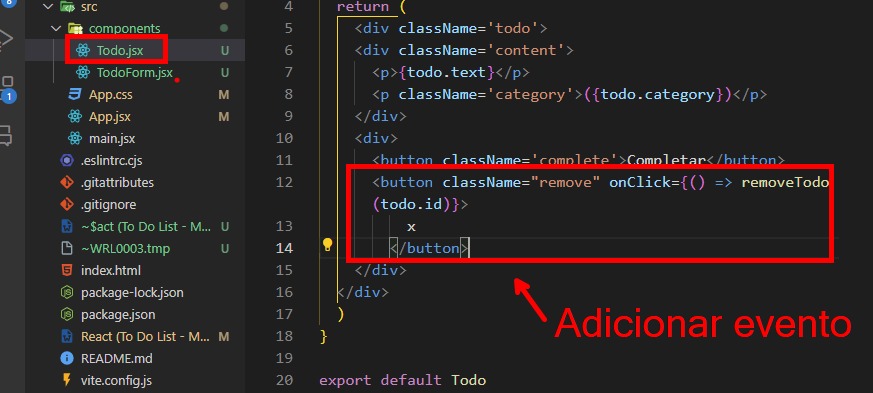 8
src
components
Todo.jsx U
TodoForm.jsx U
App.css M
App.jsx M
main.jsx
.eslintrc.cjs
.gitattributes
.gitignore
~$act (To Do List - M... U
~WRL0003.tmp U
index.html
package-lock.json
package.json
React (To Do List - M... M
README.md
vite.config.js
1
4 return (
5 <div className='todo'>
6 <div className='content'>
7 <p>{todo.text}</p>
8 <p className='category'>({todo.category})</p>
9 </div>
10 <div>
11 <button className='complete'>Completar</button>
12 <button className="remove" onClick={() => removeTodo
(todo.id)}>
13 x
14 </button>
15 </div>
16 </div>
17 )
18 }
19
20 export default Todo
Adicionar evento